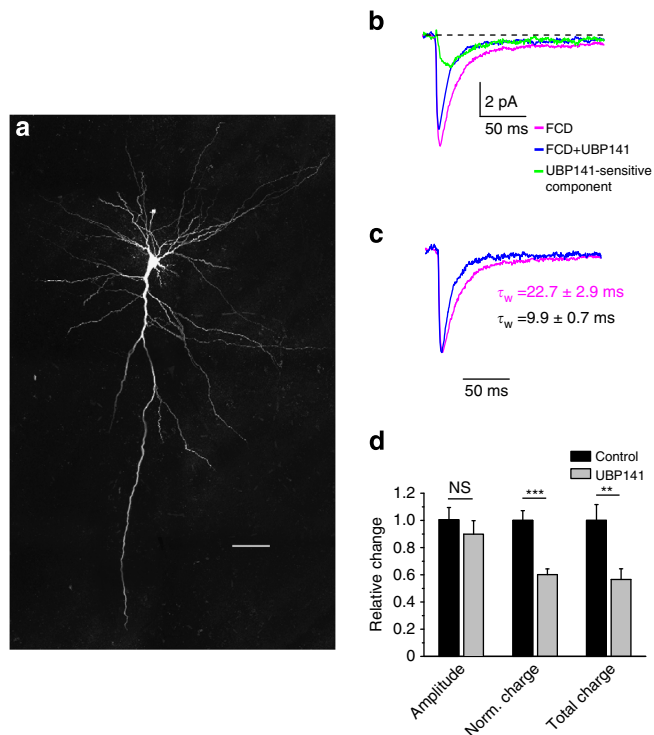 a
b
2 pA
50 ms
FCD
FCD+UBP141
UBP141-sensitive
component
c
τw =22.7 ± 2.9 ms
τw =9.9 ± 0.7 ms
50 ms
d
Control
UBP141
NS
***
**
Relative change
1.2
1.0
0.8
0.6
0.4
0.2
0
Amplitude
Norm. charge
Total charge